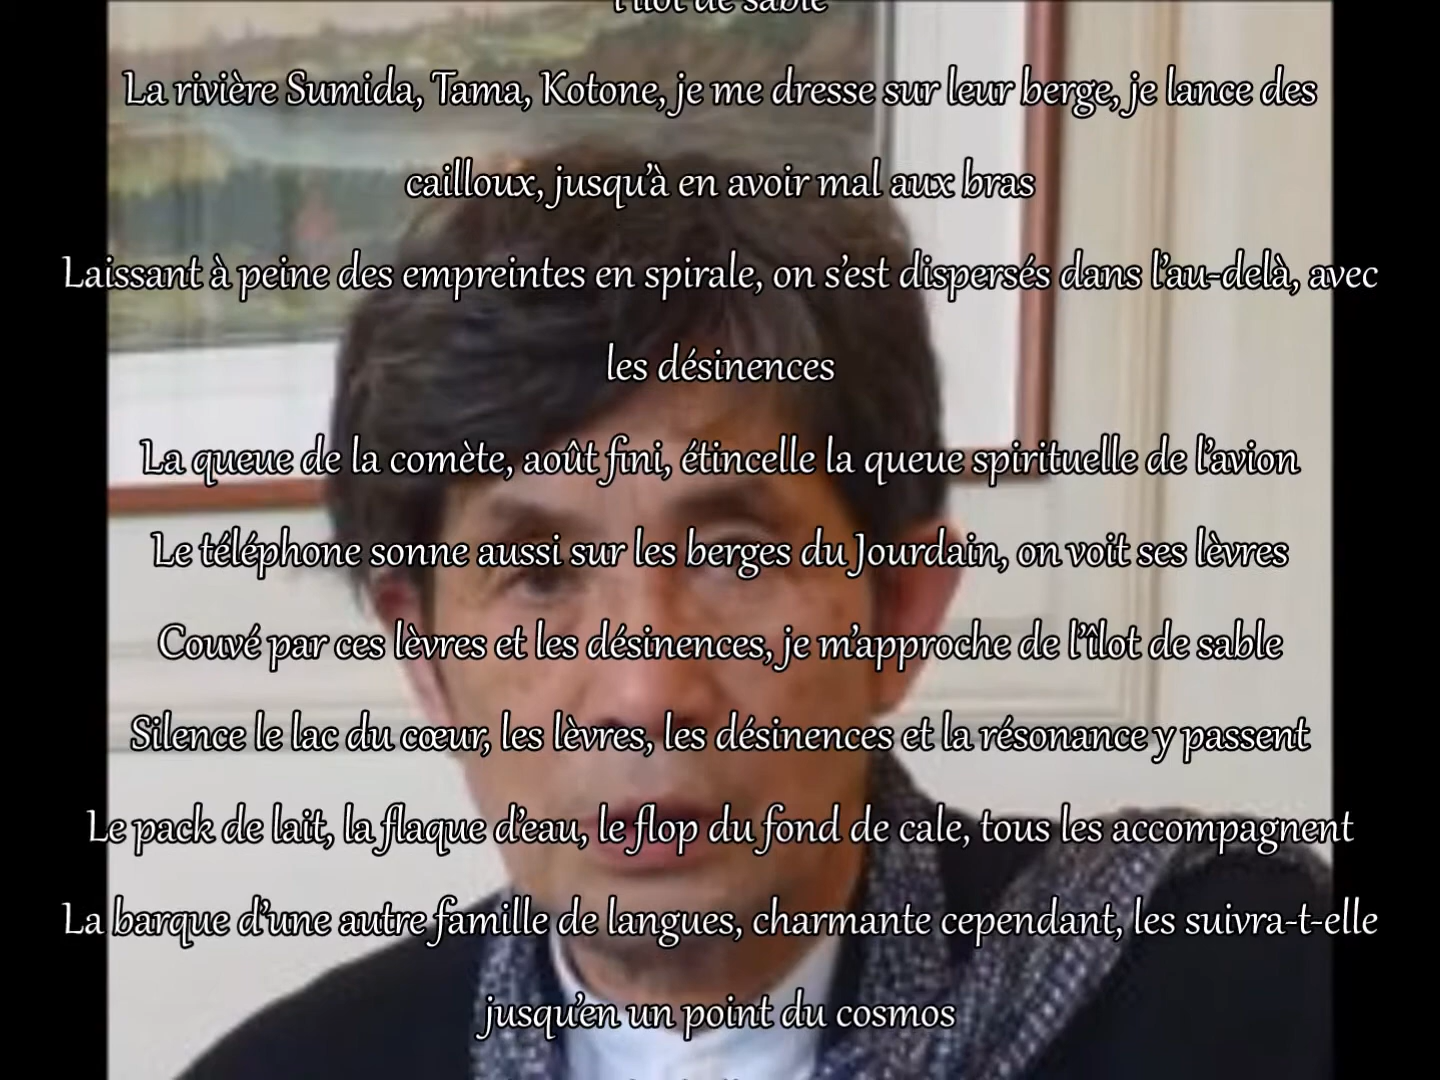 l'îlot de sable
La rivière Sumida, Tama, Kotone, je me dresse sur leur berge, je lance des
cailloux, jusqu'à en avoir mal aux bras
Laissant à peine des empreintes en spirale, on s'est dispersés dans l'au-delà, avec
les désinences
La queue de la comète, août fini, étincelle la queue spirituelle de l'avion
Le téléphone sonne aussi sur les berges du Jourdain, on voit ses lèvres
Couvé par ces lèvres et les désinences, je m'approche de l'îlot de sable
Silence le lac du cœur, les lèvres, les désinences et la résonance y passent
Le pack de lait, la flaque d'eau, le flop du fond de cale, tous les accompagnent
La barque d'une autre famille de langues, charmante cependant, les suivra-t-elle
jusqu'en un point du cosmos